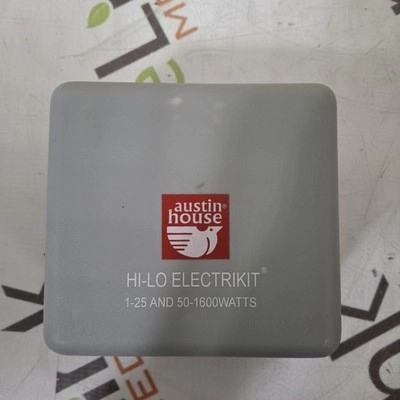 austin®
house
HI-LO ELECTRIKIT®
1-25 AND 50-1600WATTS